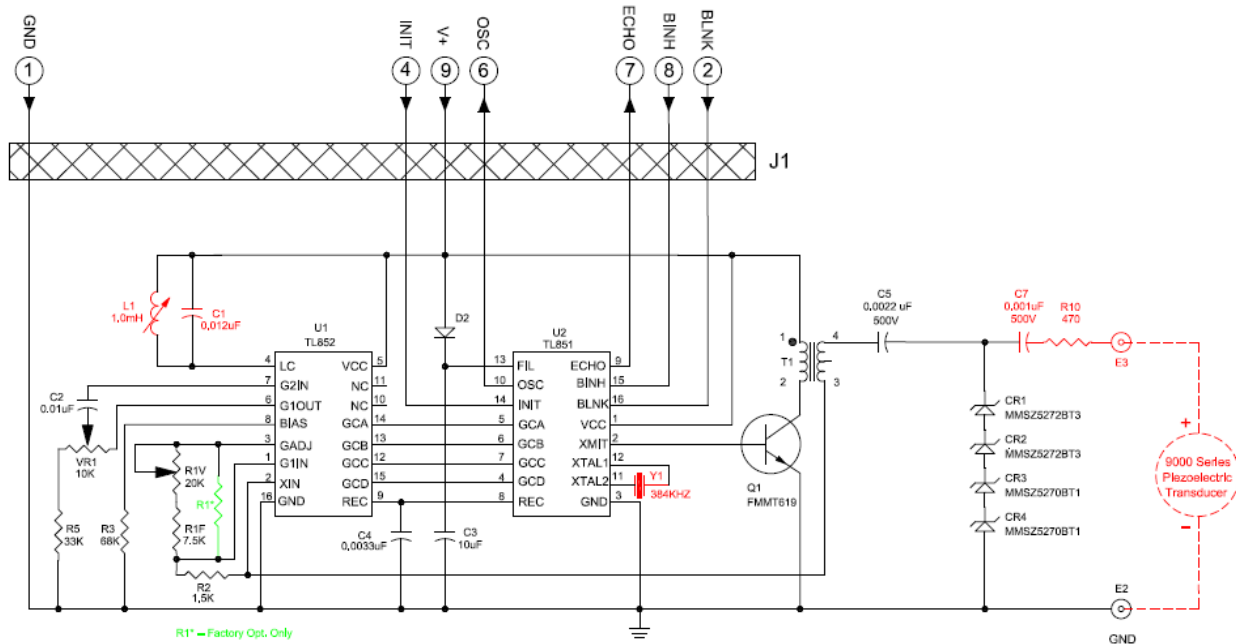 GND
INIT
V+
OSC
ECHO
BINH
BLNK
1
4
9
6
7
8
2
J1
L1
1.0mH
C1
0.012uF
U1
TL852
D2
U2
TL851
4 LC VCC 5
7 G2IN NC 11
6 G1OUT NC 10
8 BIAS GCA 14
3 GADJ GCB 13
1 G1IN GCC 12
2 XIN GCD 15
16 GND REC 9
13 FIL ECHO 9
10 OSC BINH 15
14 INIT BLNK 16
5 GCA VCC 1
6 GCB XMIT 2
7 GCC XTAL1 12
4 GCD XTAL2 11
8 REC GND 3
C2
0.01uF
VR1
10K
R5
33K
R3
68K
R1V
20K
R1F
7.5K
R1*
R2
1.5K
C4
0.0033uF
C3
10uF
Y1
384KHZ
Q1
FMMT619
1
T1
2
4
3
C5
0.0022 uF
500V
C7
0.001uF
500V
R10
470
E3
CR1
MMSZ5272BT3
CR2
MMSZ5272BT3
CR3
MMSZ5270BT1
CR4
MMSZ5270BT1
+
9000 Series
Piezoelectric
Transducer
−
E2
GND
R1* – Factory Opt. Only